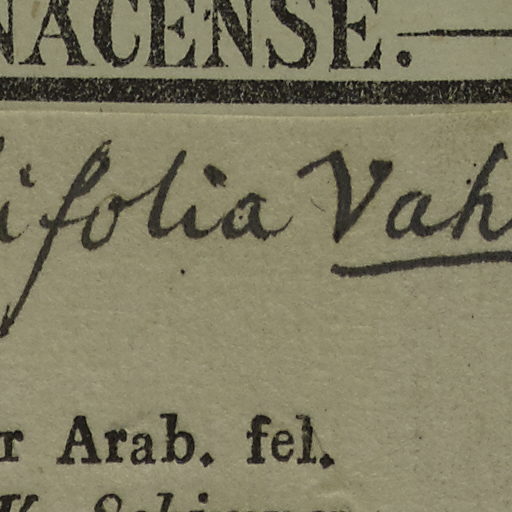 NACENSE.
ifolia Vah
r Arab. fel.